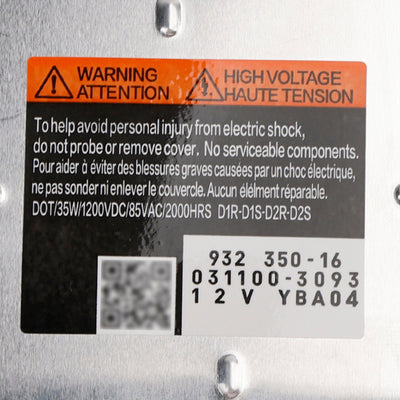 WARNING
ATTENTION
HIGH VOLTAGE
HAUTE TENSION
To help avoid personal injury from electric shock,
do not probe or remove cover. No serviceable components.
Pour aider à éviter des blessures graves causées par un choc électrique,
ne pas sonder ni enlever le couvercle. Aucun élélment réparable.
DOT/35W/1200VDC/85VAC/2000HRS D1R-D1S-D2R-D2S
932 350-16
031100-3093
12V YBA04